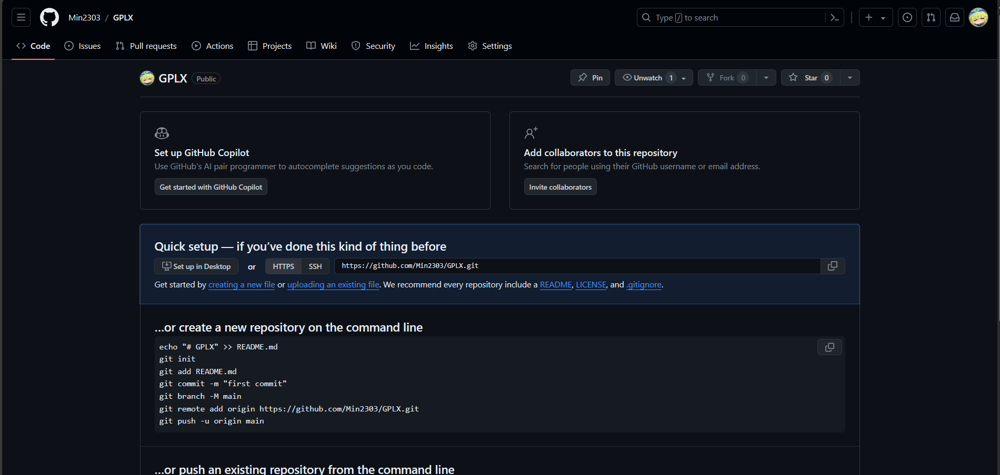 Min2303 / GPLX
Type / to search
Code Issues Pull requests Actions Projects Wiki Security Insights Settings
GPLX Public
Pin Unwatch 1 Fork 0 Star 0
Set up GitHub Copilot
Use GitHub's AI pair programmer to autocomplete suggestions as you code.
Get started with GitHub Copilot
Add collaborators to this repository
Search for people using their GitHub username or email address.
Invite collaborators
Quick setup — if you’ve done this kind of thing before
Set up in Desktop or HTTPS SSH https://github.com/Min2303/GPLX.git
Get started by creating a new file or uploading an existing file. We recommend every repository include a README, LICENSE, and .gitignore.
…or create a new repository on the command line
echo "# GPLX" >> README.md
git init
git add README.md
git commit -m "first commit"
git branch -M main
git remote add origin https://github.com/Min2303/GPLX.git
git push -u origin main
…or push an existing repository from the command line